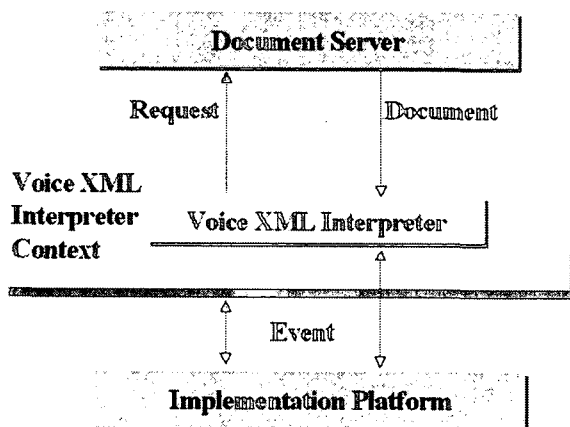 Document Server
Request
Document
Voice XML
Interpreter
Context
Voice XML Interpreter
Event
Implementation Platform